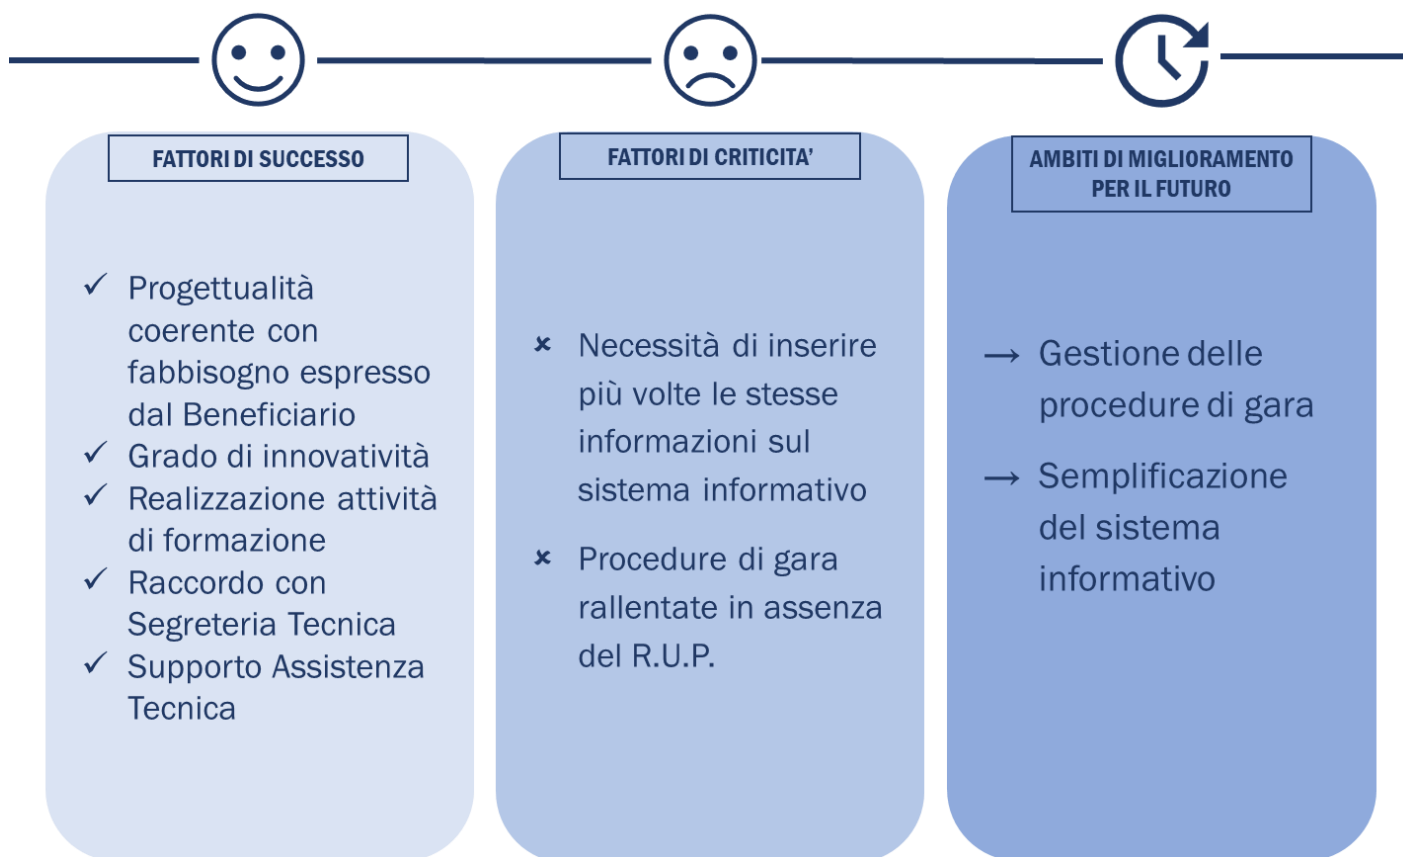 FATTORI DI SUCCESSO
✓ Progettualità
coerente con
fabbisogno espresso
dal Beneficiario
✓ Grado di innovatività
✓ Realizzazione attività
di formazione
✓ Raccordo con
Segreteria Tecnica
✓ Supporto Assistenza
Tecnica
FATTORI DI CRITICITA’
× Necessità di inserire
più volte le stesse
informazioni sul
sistema informativo
× Procedure di gara
rallentate in assenza
del R.U.P.
AMBITI DI MIGLIORAMENTO
PER IL FUTURO
→ Gestione delle
procedure di gara
→ Semplificazione
del sistema
informativo